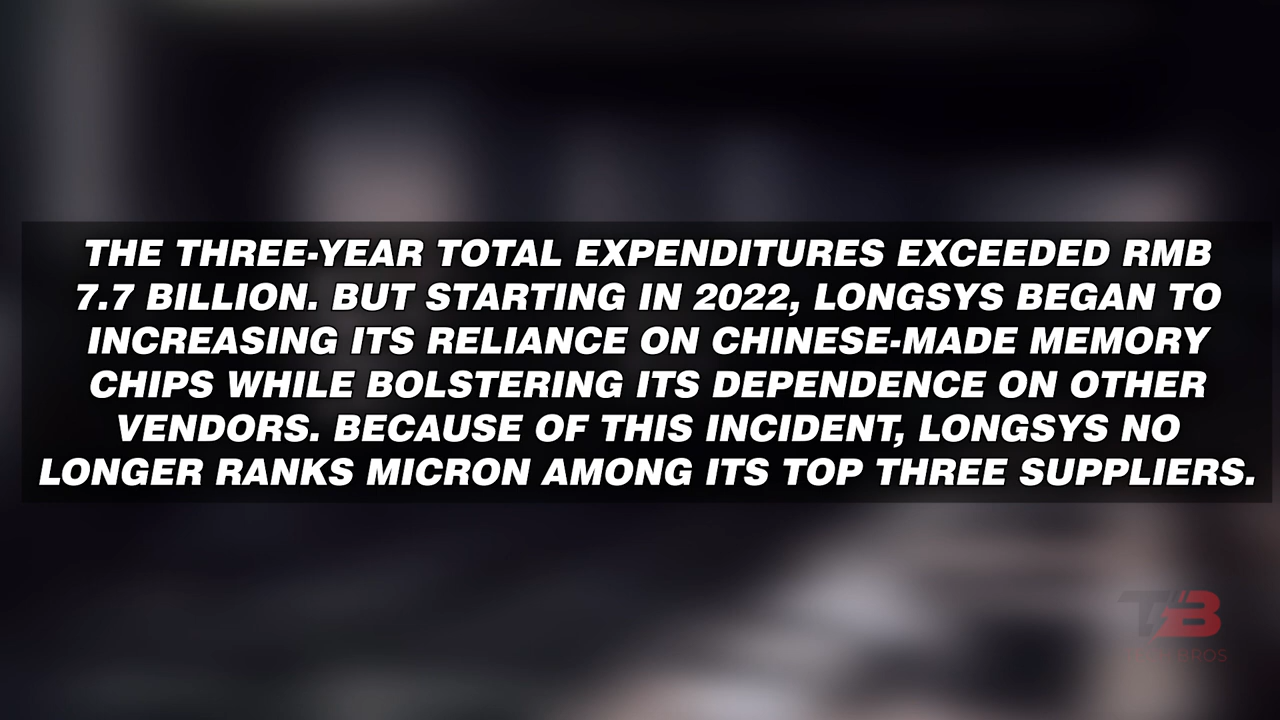 THE THREE-YEAR TOTAL EXPENDITURES EXCEEDED RMB
7.7 BILLION. BUT STARTING IN 2022, LONGSYS BEGAN TO
INCREASING ITS RELIANCE ON CHINESE-MADE MEMORY
CHIPS WHILE BOLSTERING ITS DEPENDENCE ON OTHER
VENDORS. BECAUSE OF THIS INCIDENT, LONGSYS NO
LONGER RANKS MICRON AMONG ITS TOP THREE SUPPLIERS.
TB